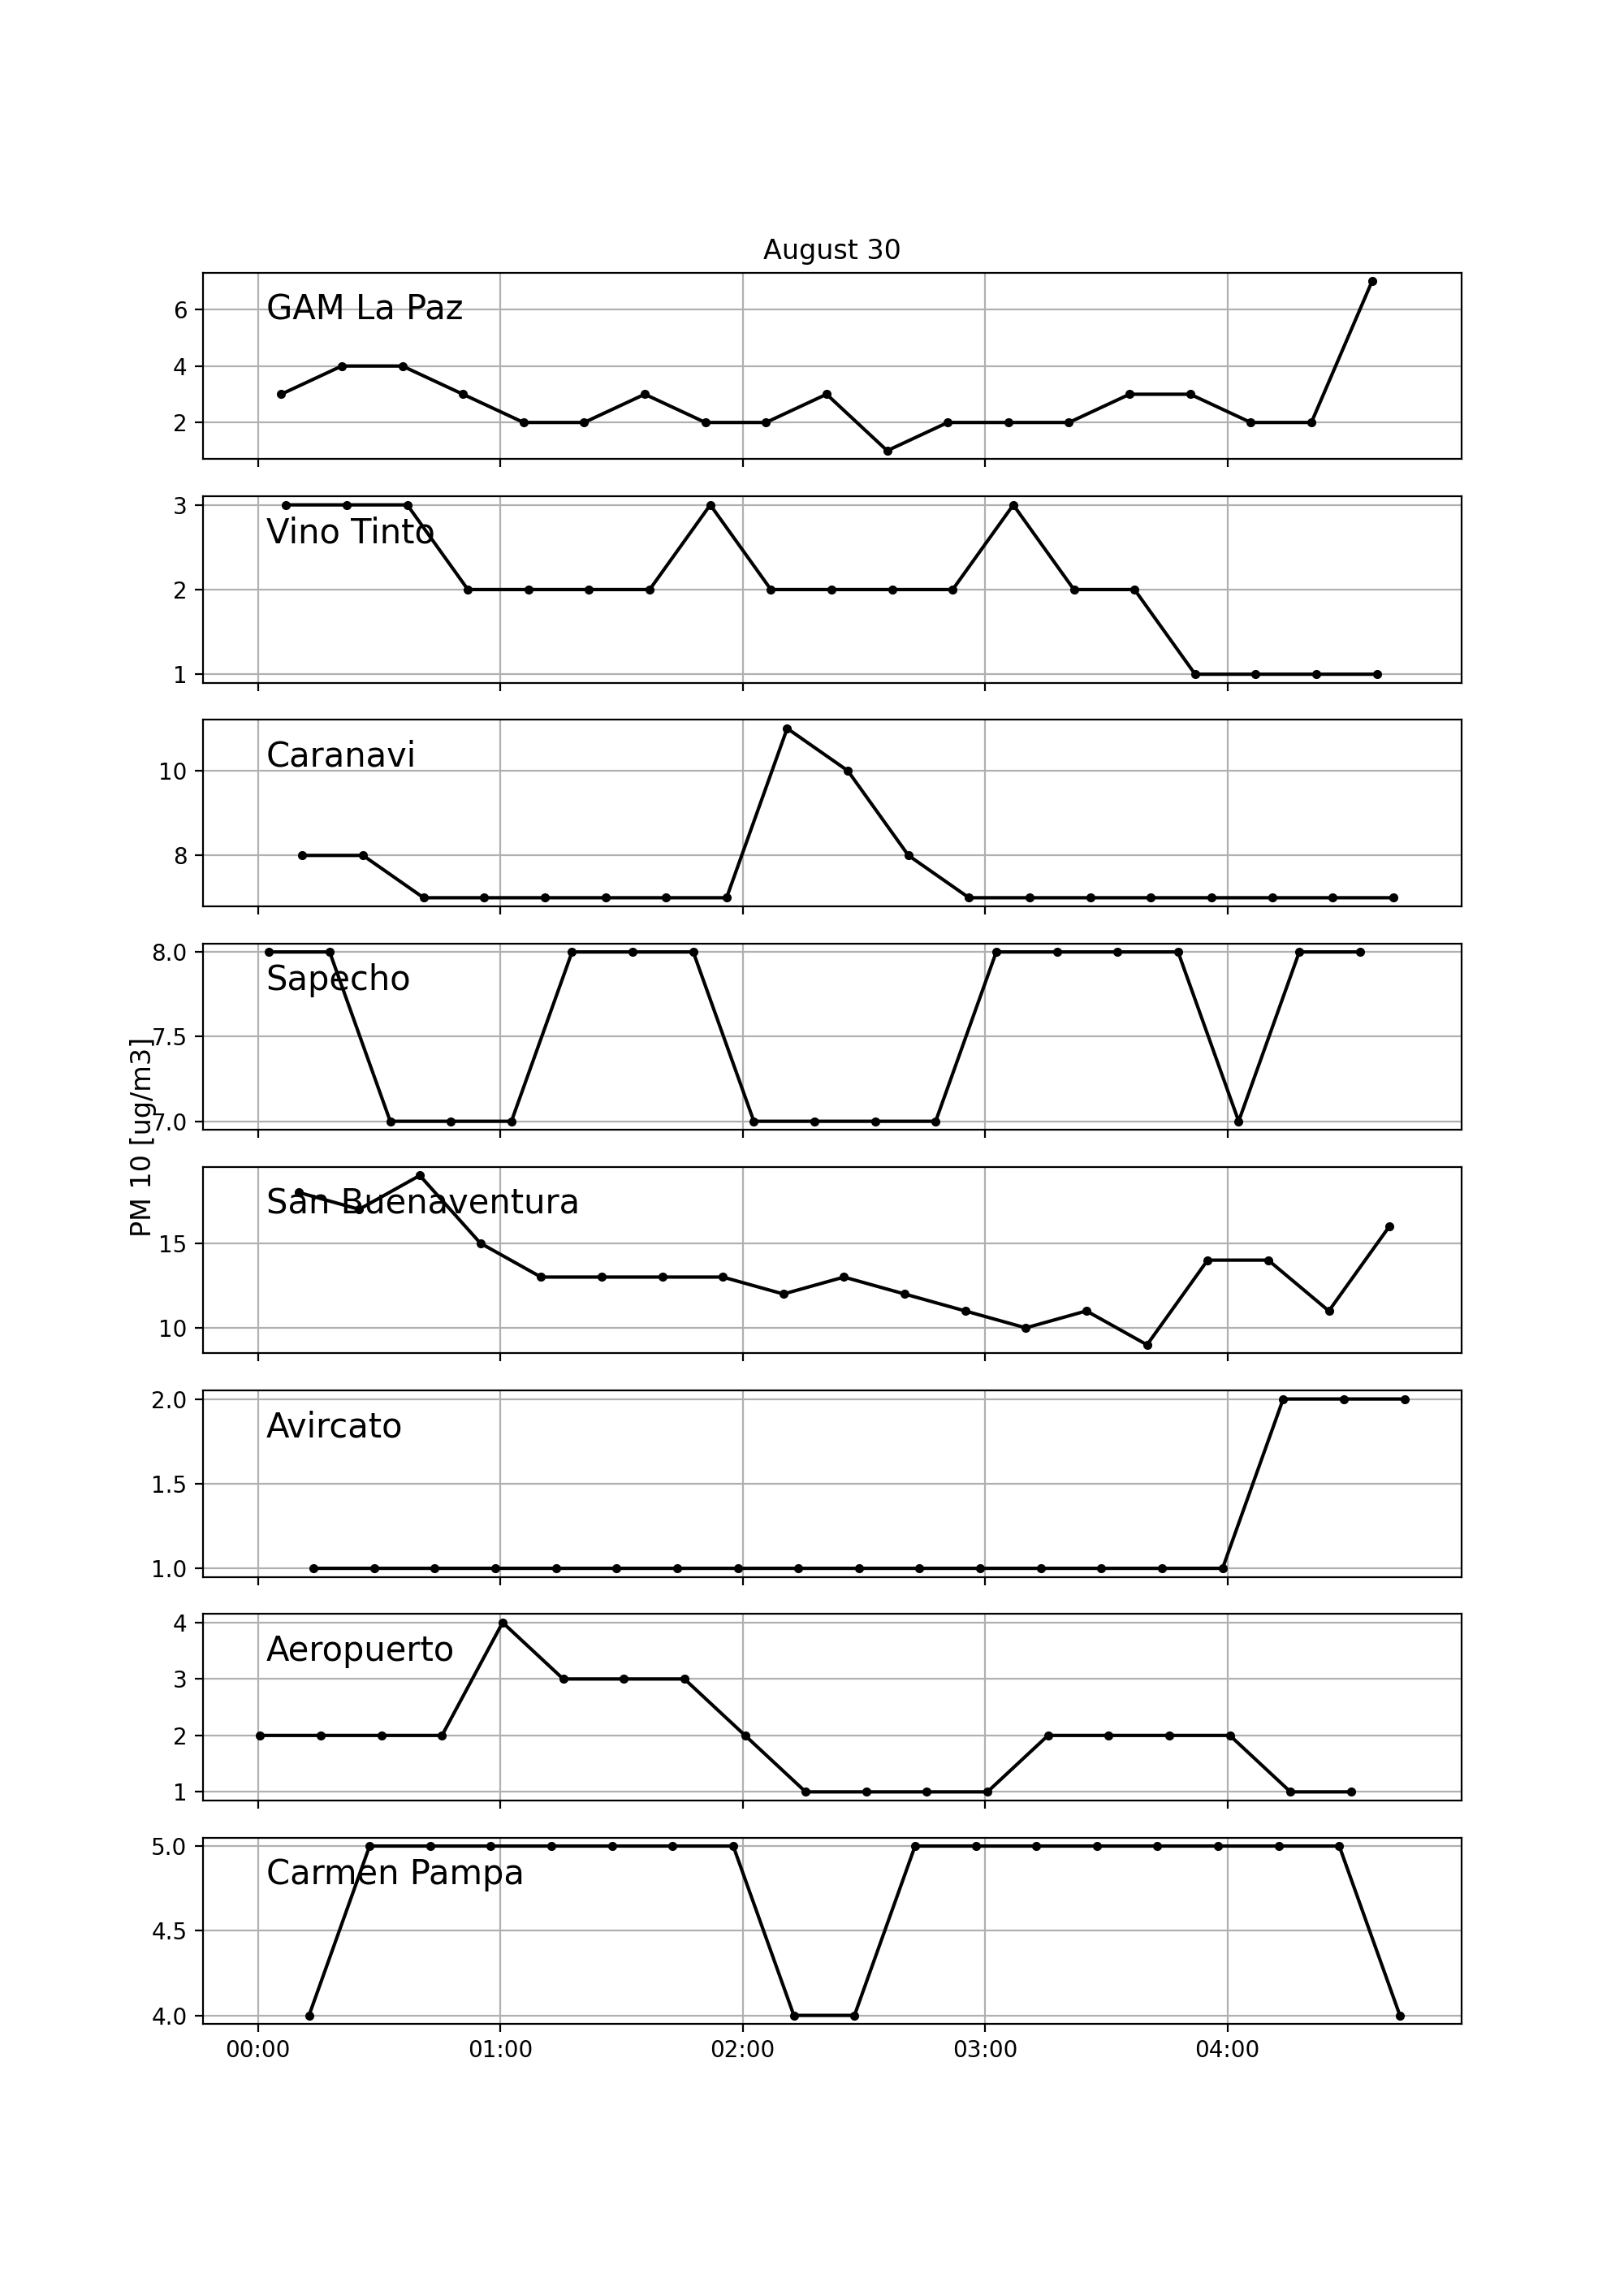 August 30
GAM La Paz
6
4
2
Vino Tinto
3
2
1
Caranavi
10
8
Sapecho
8.0
7.5
7.0
PM 10 [ug/m3]
San Buenaventura
15
10
Avircato
2.0
1.5
1.0
Aeropuerto
4
3
2
1
Carmen Pampa
5.0
4.5
4.0
00:00 01:00 02:00 03:00 04:00